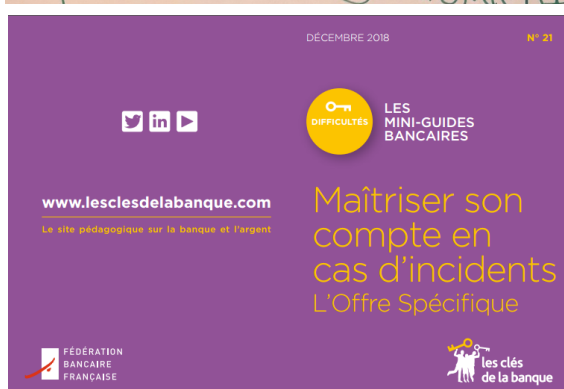 www.lesclesdelabanque.com
Le site pédagogique sur la banque et l'argent
FÉDÉRATION
BANCAIRE
FRANÇAISE
DÉCEMBRE 2018
N° 21
DIFFICULTÉS
LES
MINI-GUIDES
BANCAIRES
Maîtriser son
compte en
cas d'incidents
L'Offre Spécifique
les clés
de la banque